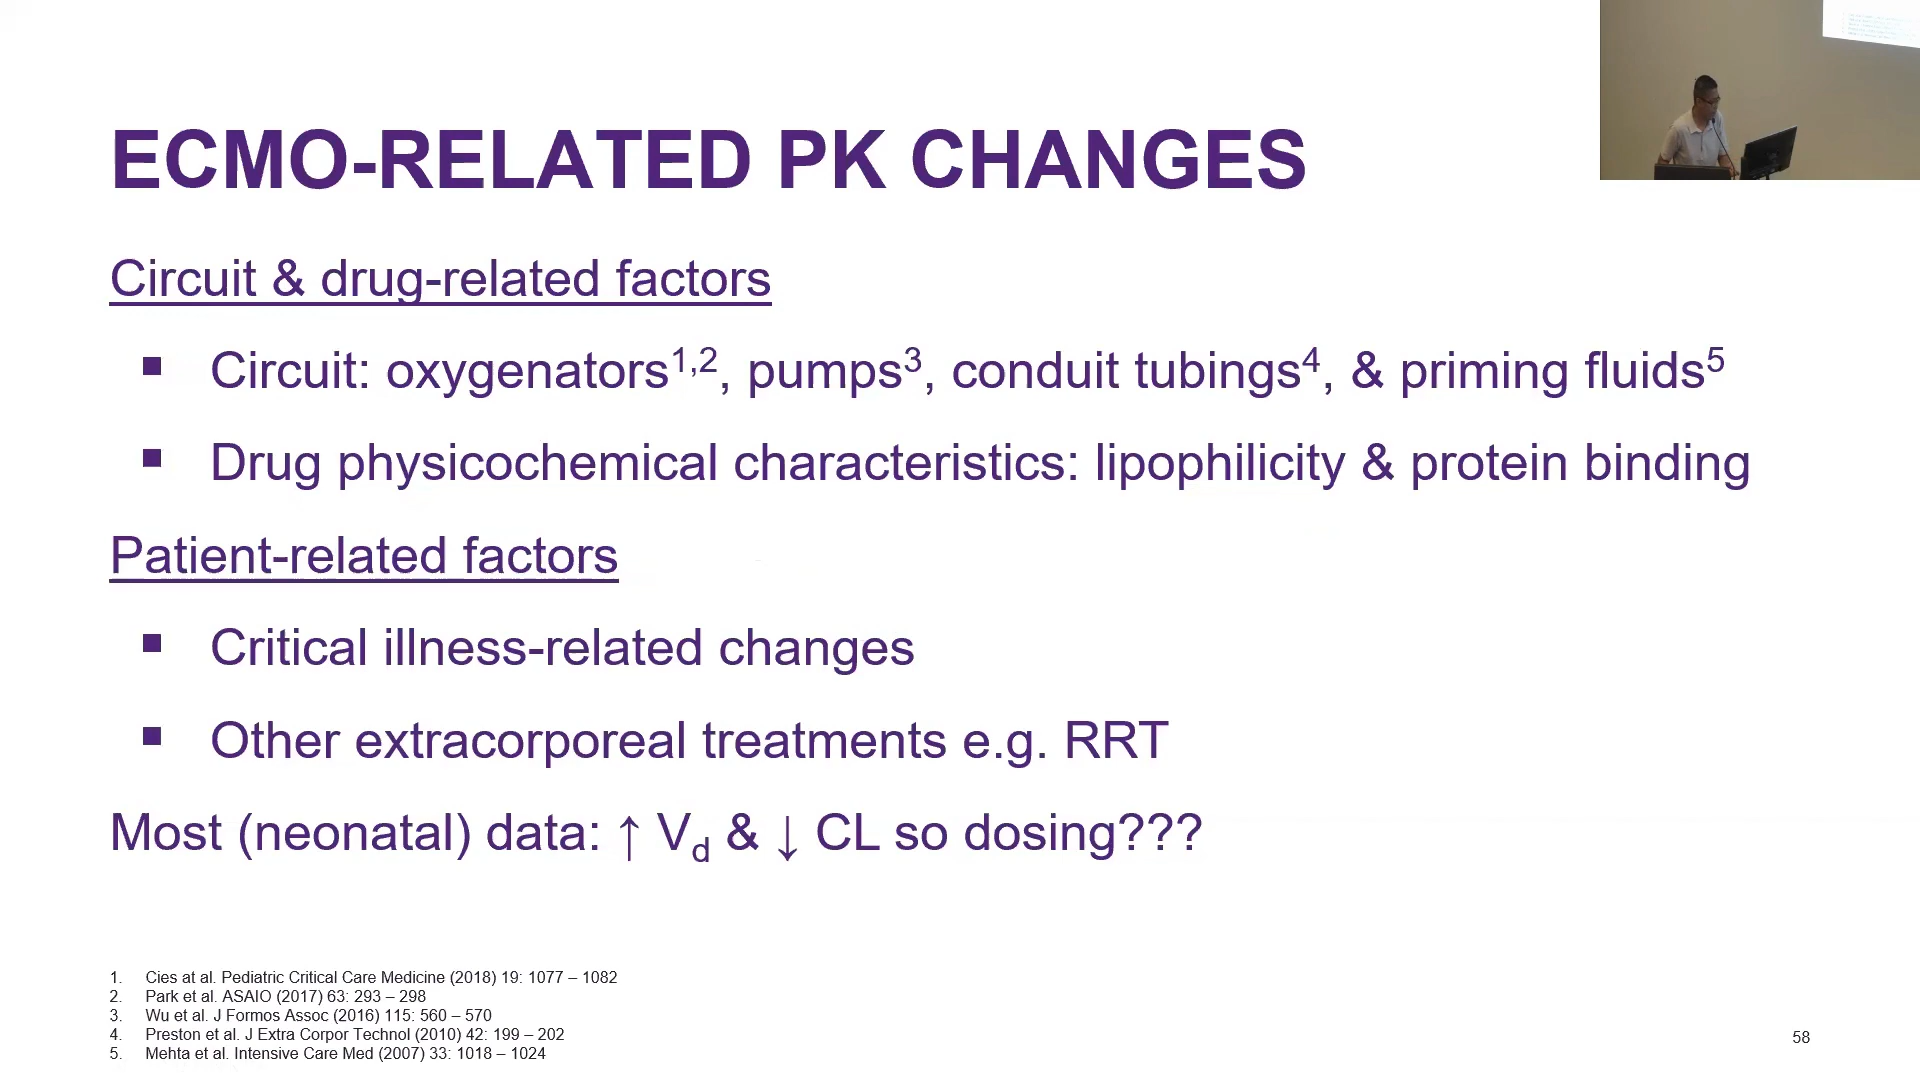 ECMO-RELATED PK CHANGES
Circuit & drug-related factors
▪ Circuit: oxygenators1,2, pumps3, conduit tubings4, & priming fluids5
▪ Drug physicochemical characteristics: lipophilicity & protein binding
Patient-related factors
▪ Critical illness-related changes
▪ Other extracorporeal treatments e.g. RRT
Most (neonatal) data: ↑ Vd & ↓ CL so dosing???
1. Cies at al. Pediatric Critical Care Medicine (2018) 19: 1077 – 1082
2. Park et al. ASAIO (2017) 63: 293 – 298
3. Wu et al. J Formos Assoc (2016) 115: 560 – 570
4. Preston et al. J Extra Corpor Technol (2010) 42: 199 – 202
5. Mehta et al. Intensive Care Med (2007) 33: 1018 – 1024
58